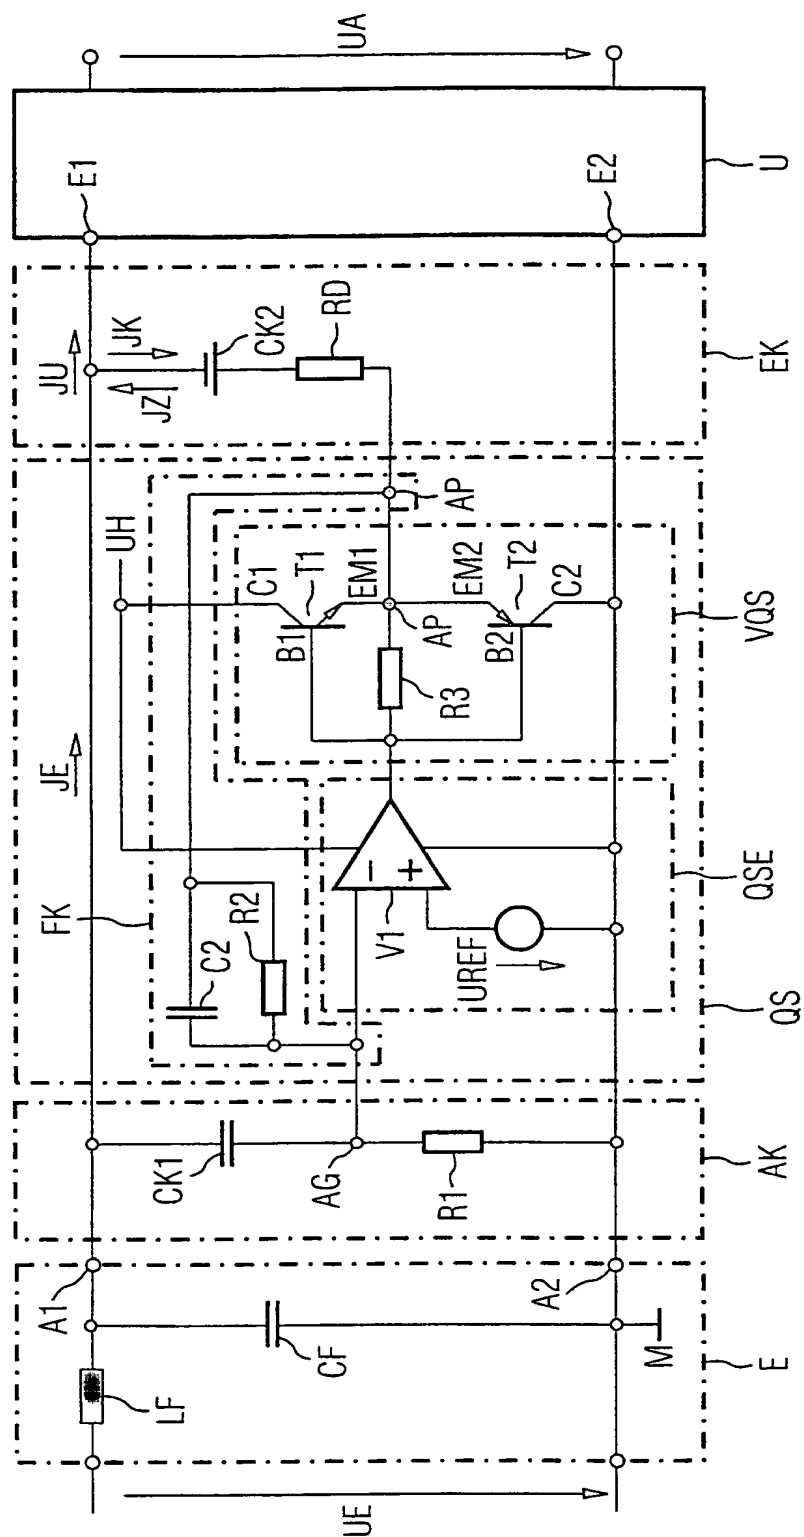 UE
LF
A1
CF
A2
M
E
CK1
AG
R1
AK
FK
C2
R2
V1
−
+
UREF
QSE
QS
JE
UH
C1
B1
T1
EM1
AP
R3
AP
EM2
B2
T2
C2
VQS
JU
JK
JZ
CK2
RD
EK
E1
E2
U
UA